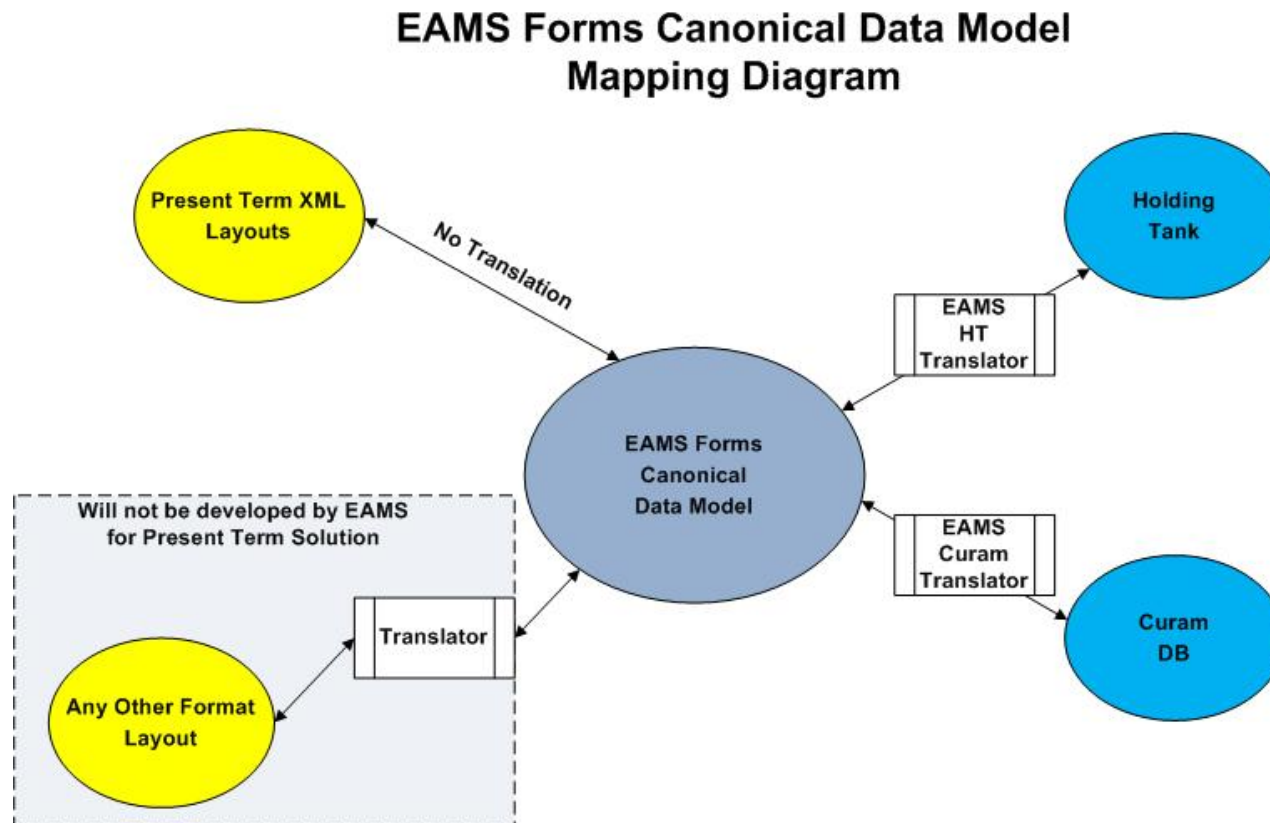 EAMS Forms Canonical Data Model
Mapping Diagram
Present Term XML
Layouts
No Translation
Holding
Tank
EAMS
HT
Translator
EAMS Forms
Canonical
Data Model
Will not be developed by EAMS
for Present Term Solution
EAMS
Curam
Translator
Translator
Curam
DB
Any Other Format
Layout